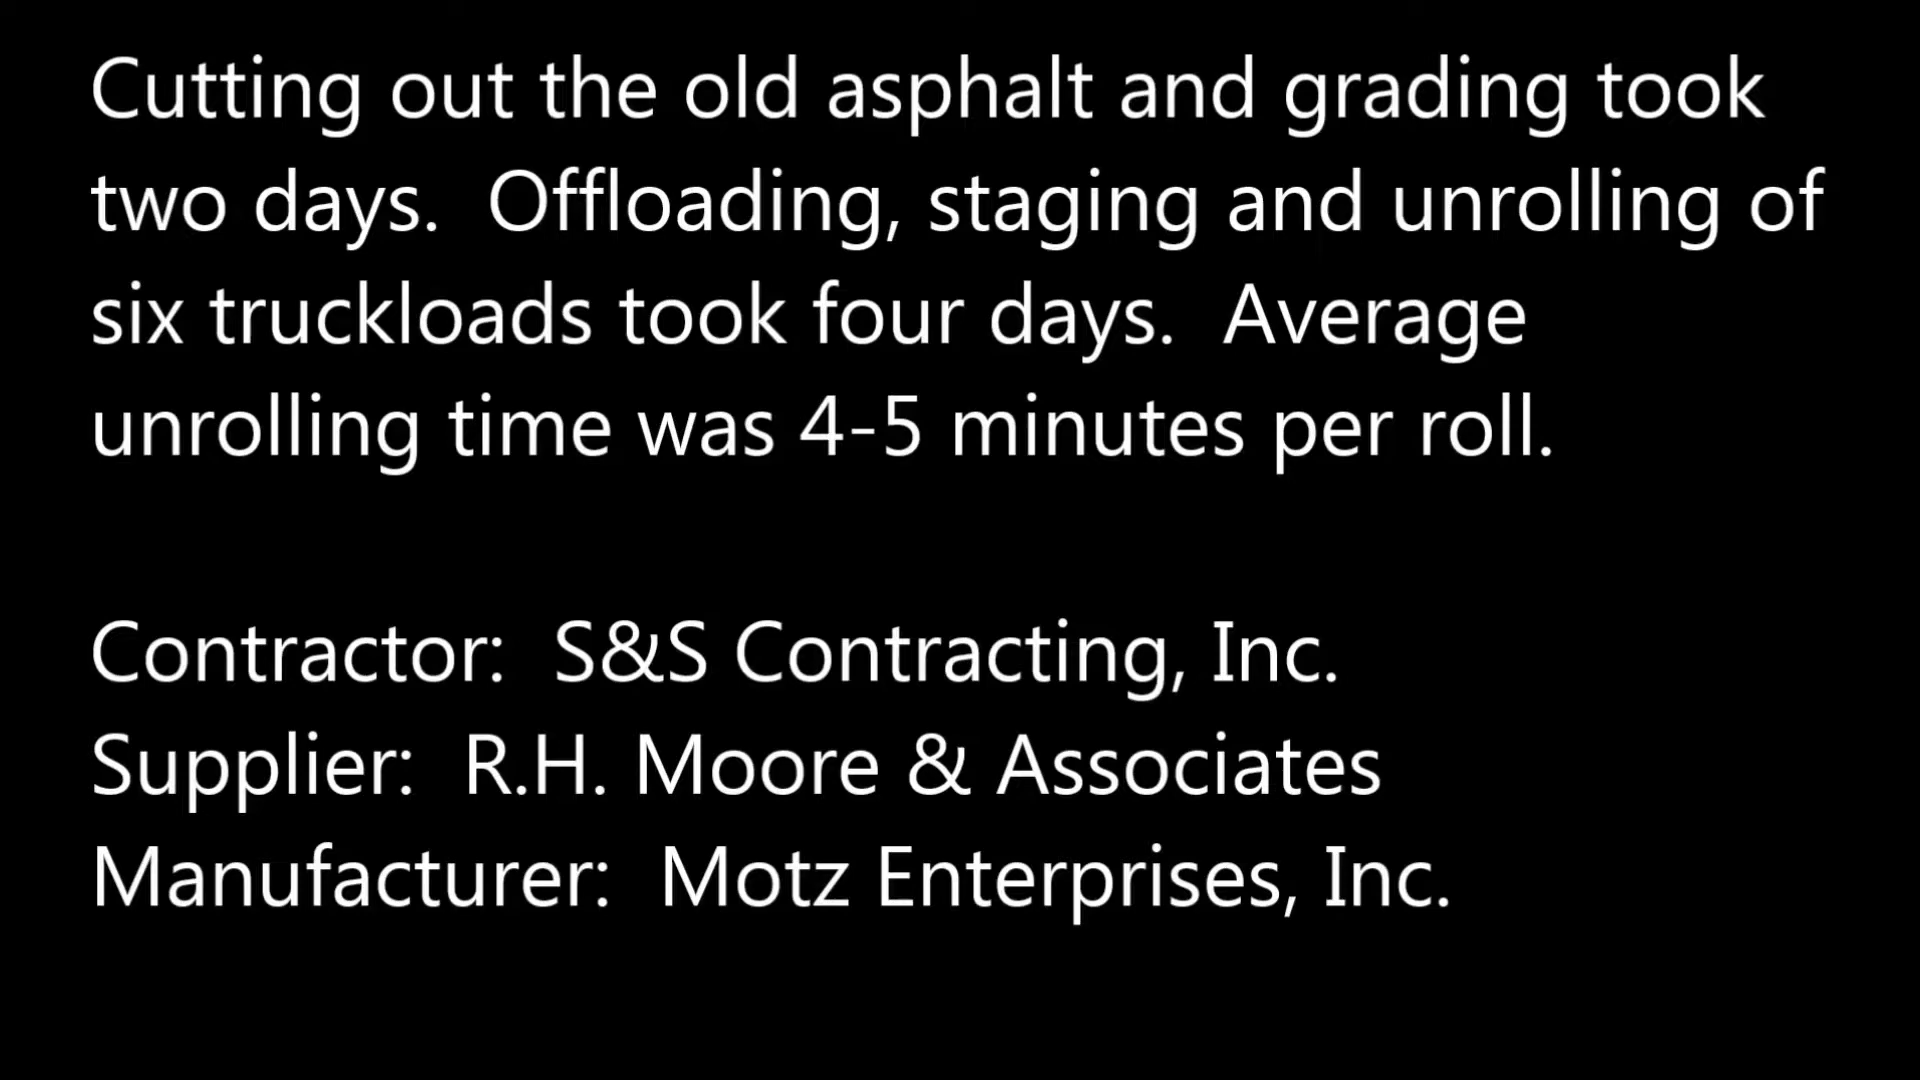 Cutting out the old asphalt and grading took
two days.  Offloading, staging and unrolling of
six truckloads took four days.  Average
unrolling time was 4-5 minutes per roll.
Contractor:  S&S Contracting, Inc.
Supplier:  R.H. Moore & Associates
Manufacturer:  Motz Enterprises, Inc.